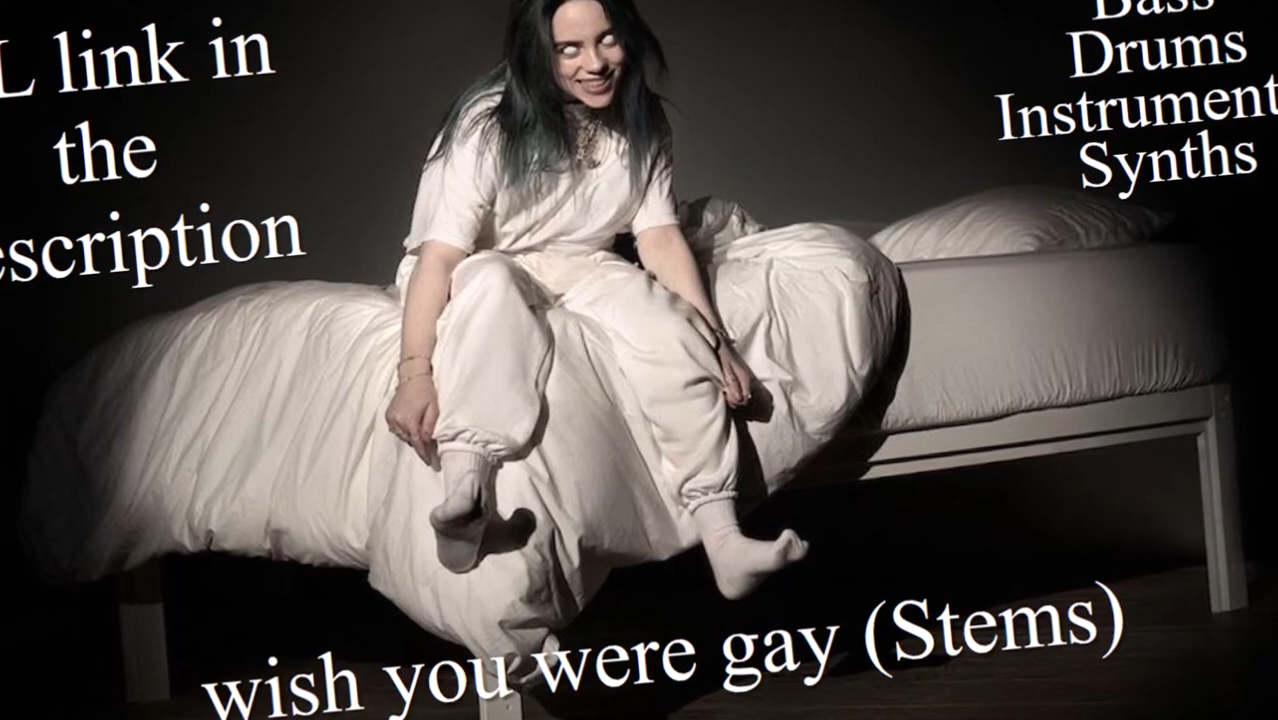 L link in
the
escription
Bass
Drums
Instrument
Synths
wish you were gay (Stems)